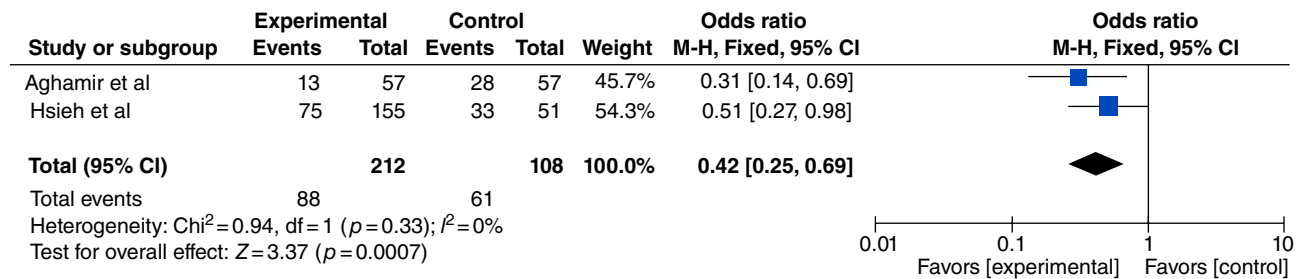 Experimental Control Odds ratio Odds ratio
Study or subgroup Events Total Events Total Weight M-H, Fixed, 95% CI M-H, Fixed, 95% CI
Aghamir et al 13 57 28 57 45.7% 0.31 [0.14, 0.69]
Hsieh et al 75 155 33 51 54.3% 0.51 [0.27, 0.98]
Total (95% CI) 212 108 100.0% 0.42 [0.25, 0.69]
Total events 88 61
Heterogeneity: Chi²=0.94, df=1 (p=0.33); I²=0%
Test for overall effect: Z=3.37 (p=0.0007)
0.01 0.1 1 10
Favors [experimental] Favors [control]